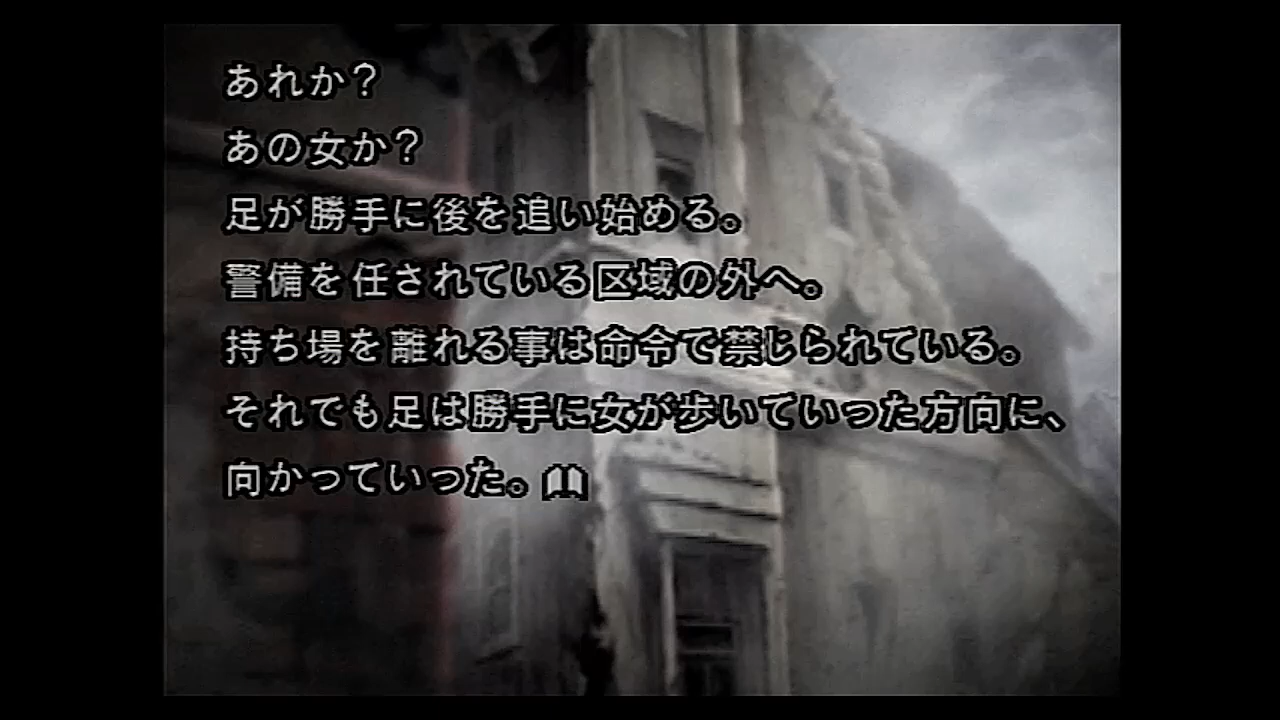 あれか？
あの女か？
足が勝手に後を追い始める。
警備を任されている区域の外へ。
持ち場を離れる事は命令で禁じられている。
それでも足は勝手に女が歩いていった方向に、
向かっていった。